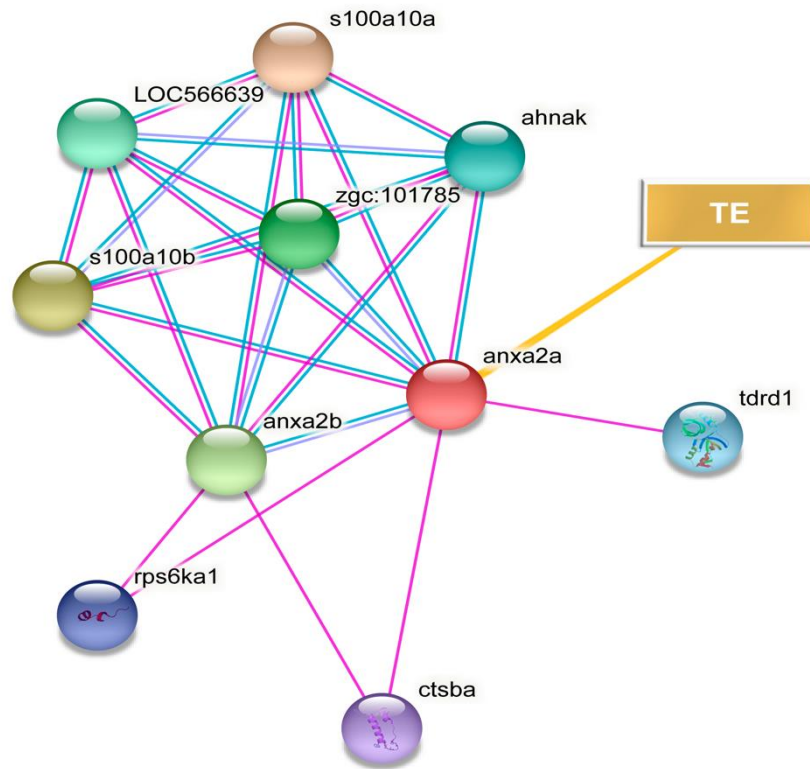 s100a10a
LOC566639
ahnak
zgc:101785
TE
s100a10b
anxa2a
tdrd1
anxa2b
rps6ka1
ctsba